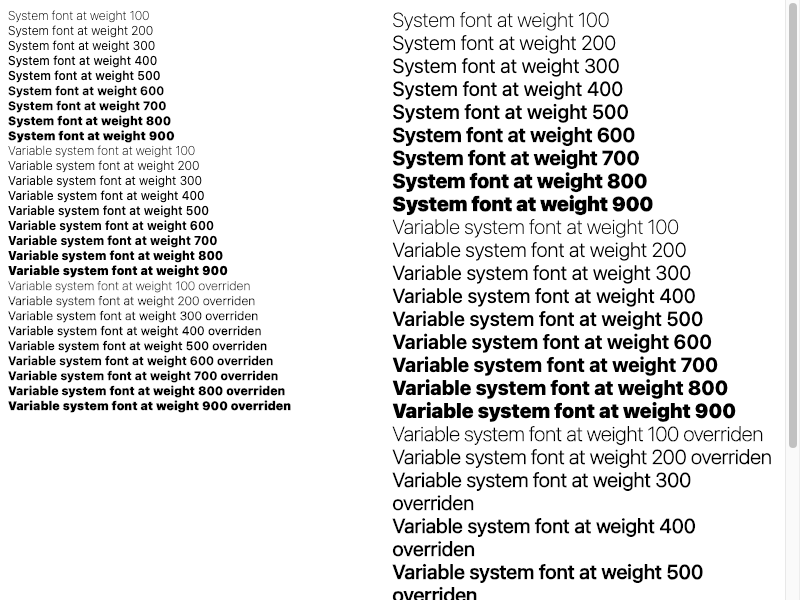 System font at weight 100
System font at weight 200
System font at weight 300
System font at weight 400
System font at weight 500
System font at weight 600
System font at weight 700
System font at weight 800
System font at weight 900
Variable system font at weight 100
Variable system font at weight 200
Variable system font at weight 300
Variable system font at weight 400
Variable system font at weight 500
Variable system font at weight 600
Variable system font at weight 700
Variable system font at weight 800
Variable system font at weight 900
Variable system font at weight 100 overriden
Variable system font at weight 200 overriden
Variable system font at weight 300 overriden
Variable system font at weight 400 overriden
Variable system font at weight 500 overriden
Variable system font at weight 600 overriden
Variable system font at weight 700 overriden
Variable system font at weight 800 overriden
Variable system font at weight 900 overriden
System font at weight 100
System font at weight 200
System font at weight 300
System font at weight 400
System font at weight 500
System font at weight 600
System font at weight 700
System font at weight 800
System font at weight 900
Variable system font at weight 100
Variable system font at weight 200
Variable system font at weight 300
Variable system font at weight 400
Variable system font at weight 500
Variable system font at weight 600
Variable system font at weight 700
Variable system font at weight 800
Variable system font at weight 900
Variable system font at weight 100 overriden
Variable system font at weight 200 overriden
Variable system font at weight 300
overriden
Variable system font at weight 400
overriden
Variable system font at weight 500
overriden